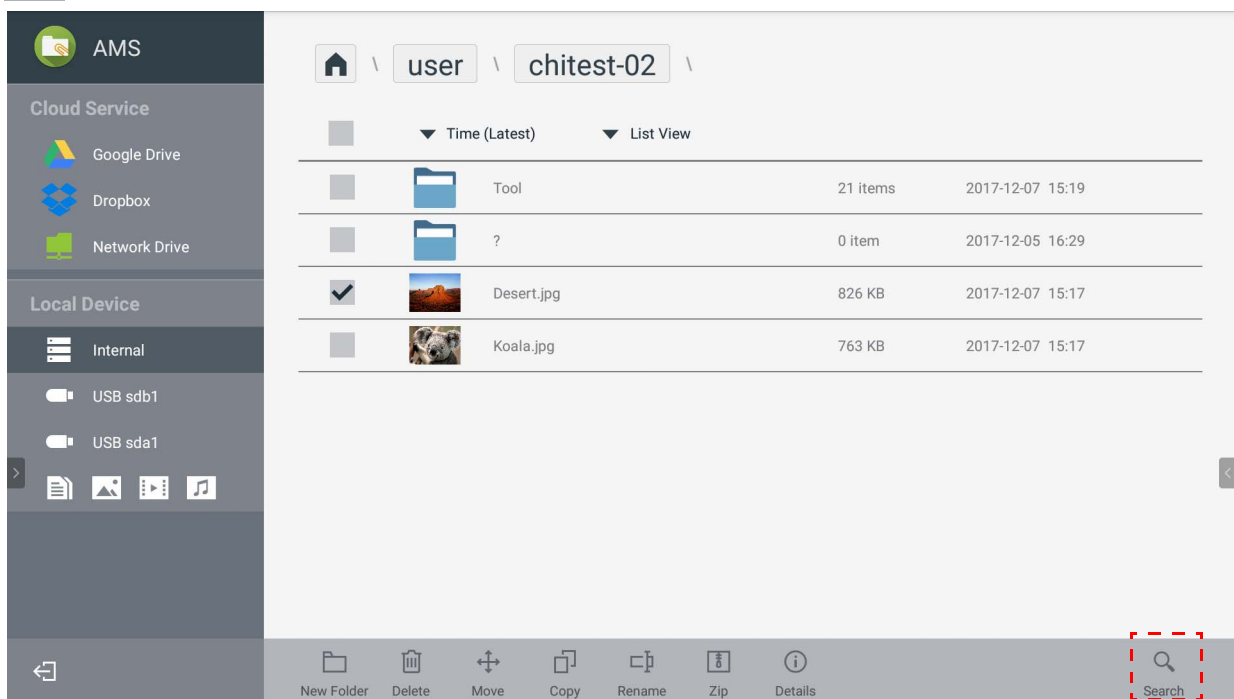 AMS
Cloud Service
Google Drive
Dropbox
Network Drive
Local Device
Internal
USB sdb1
USB sda1
\ user \ chitest-02 \
Time (Latest) List View
Tool 21 items 2017-12-07 15:19
? 0 item 2017-12-05 16:29
Desert.jpg 826 KB 2017-12-07 15:17
Koala.jpg 763 KB 2017-12-07 15:17
New Folder Delete Move Copy Rename Zip Details Search